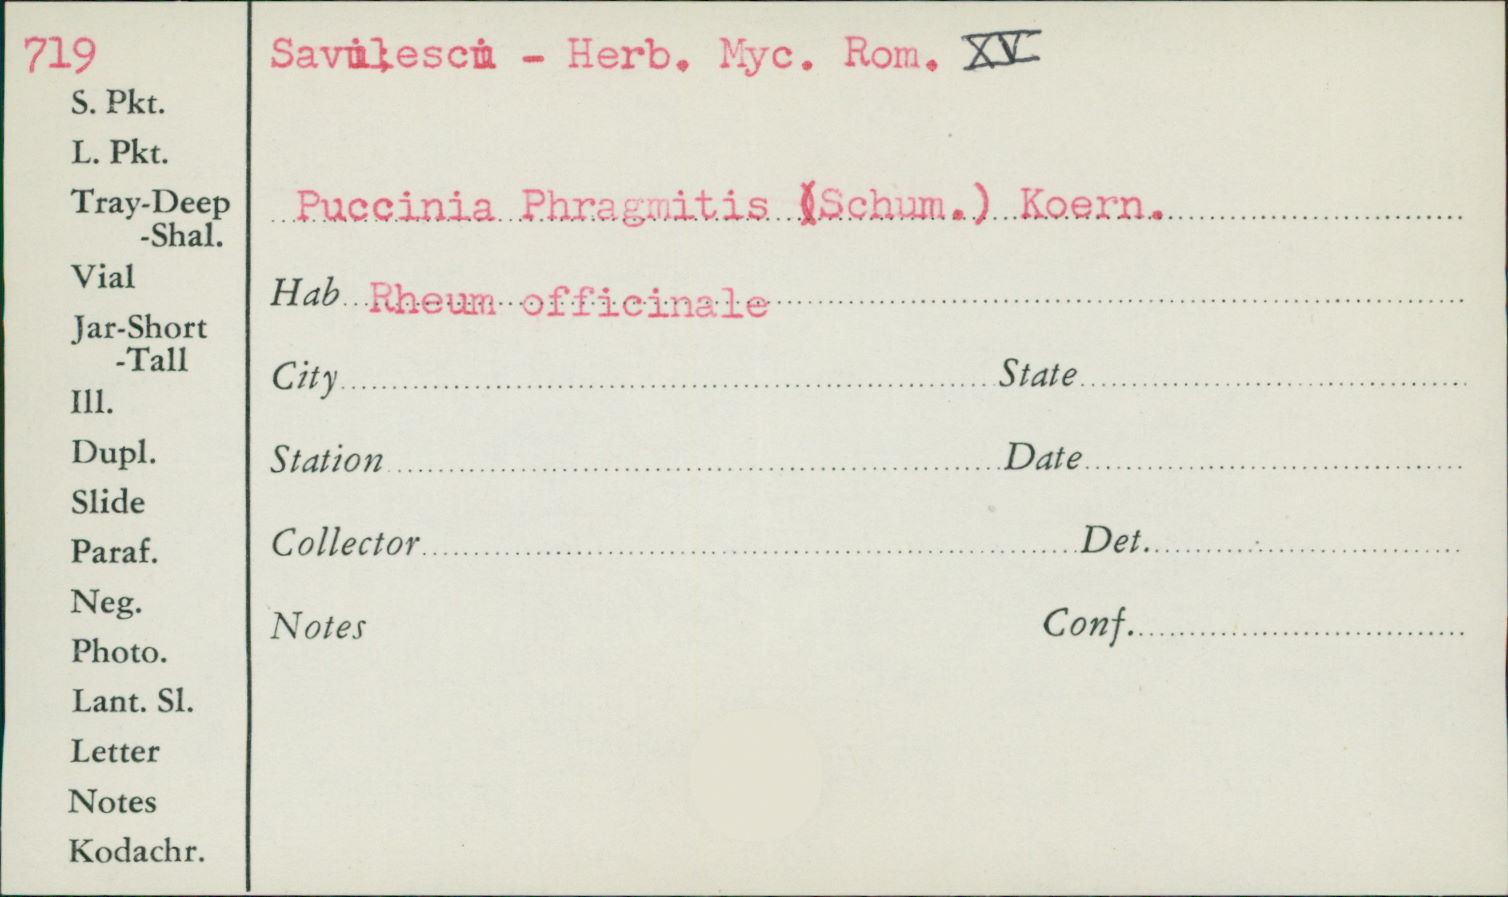 719
Savulescu - Herb. Myc. Rom. XV
S. Pkt.
L. Pkt.
Tray-Deep
-Shal.
Puccinia Phragmitis (Schum.) Koern.
Vial
Hab Rheum officinale
Jar-Short
-Tall
City State
Ill.
Dupl.
Station Date
Slide
Paraf.
Collector Det.
Neg.
Notes Conf.
Photo.
Lant. Sl.
Letter
Notes
Kodachr.